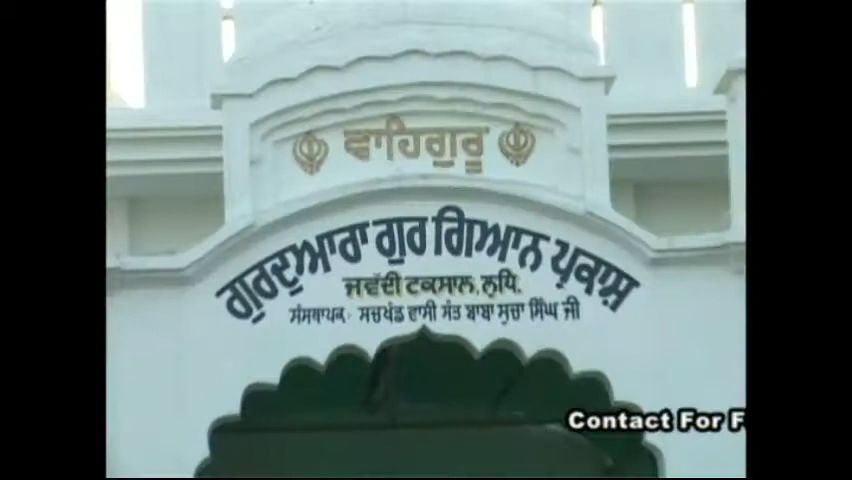 ਵਾਹਿਗੁਰੂ
ਗੁਰਦੁਆਰਾ ਗੁਰ ਗਿਆਨ ਪ੍ਰਕਾਸ਼
ਜਵੱਦੀ ਟਕਸਾਲ, ਲੁਧਿ.
ਸੰਸਥਾਪਕ: ਸਚਖੰਡ ਵਾਸੀ ਸੰਤ ਬਾਬਾ ਸੁਚਾ ਸਿੰਘ ਜੀ
Contact For F